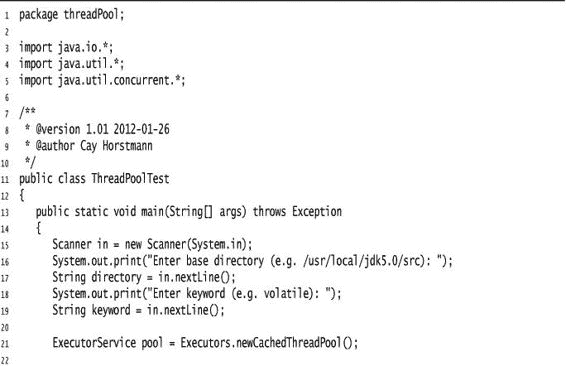 1 package threadPool;
2
3 import java.io.*;
4 import java.util.*;
5 import java.util.concurrent.*;
6
7 /**
8  * @version 1.01 2012-01-26
9  * @author Cay Horstmann
10  */
11 public class ThreadPoolTest
12 {
13    public static void main(String[] args) throws Exception
14    {
15       Scanner in = new Scanner(System.in);
16       System.out.print("Enter base directory (e.g. /usr/local/jdk5.0/src): ");
17       String directory = in.nextLine();
18       System.out.print("Enter keyword (e.g. volatile): ");
19       String keyword = in.nextLine();
20
21       ExecutorService pool = Executors.newCachedThreadPool();
22